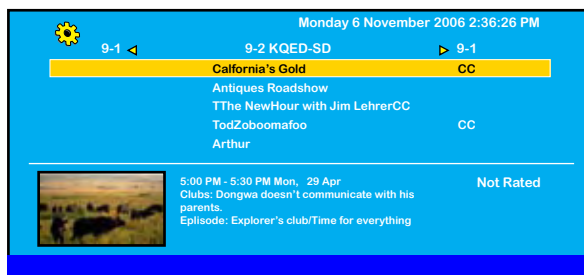 Monday 6 November 2006 2:36:26 PM
9-1 9-2 KQED-SD 9-1
Calfornia's Gold CC
Antiques Roadshow
TThe NewHour with Jim LehrerCC
TodZoboomafoo CC
Arthur
5:00 PM - 5:30 PM Mon, 29 Apr Not Rated
Clubs: Dongwa doesn't communicate with his
parents.
Eplisode: Explorer's club/Time for everything